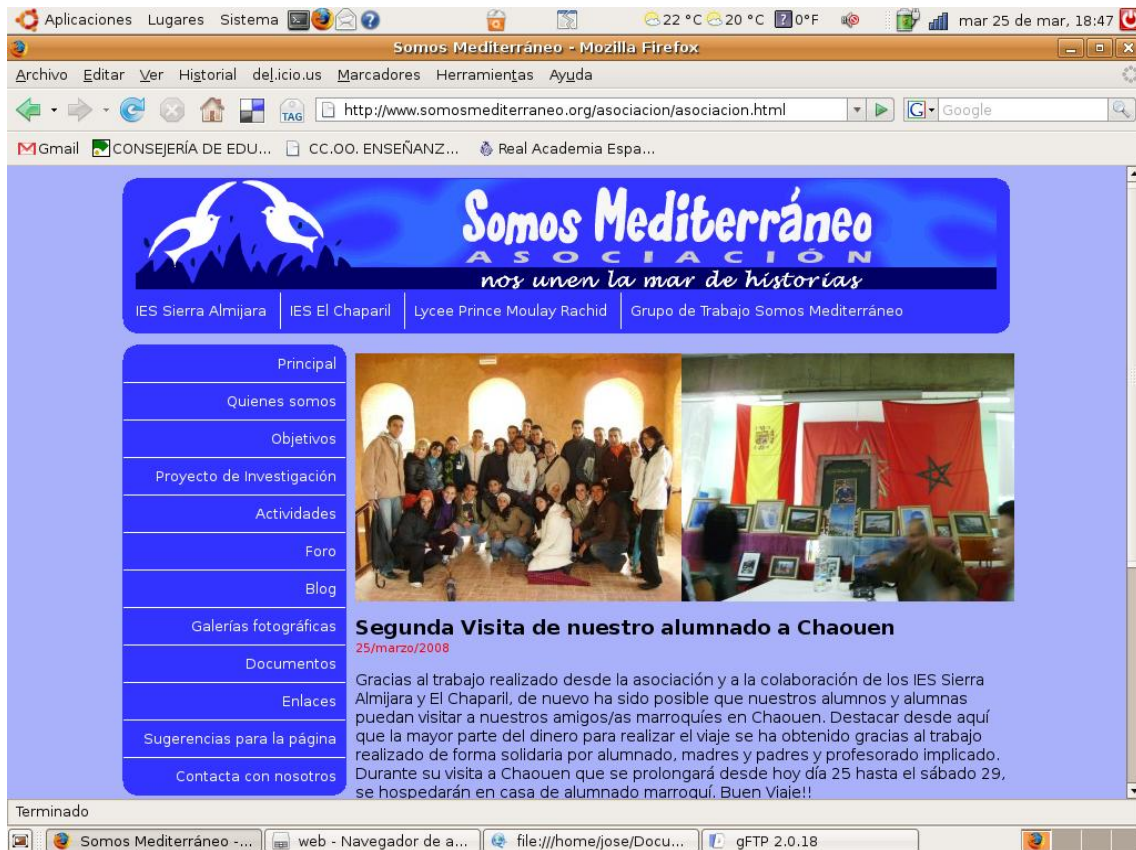 Aplicaciones Lugares Sistema 22 °C 20 °C ? 0°F mar 25 de mar, 18:47
Somos Mediterráneo - Mozilla Firefox
Archivo Editar Ver Historial del.icio.us Marcadores Herramientas Ayuda
TAG http://www.somosmediterraneo.org/asociacion/asociacion.html G Google
Gmail CONSEJERÍA DE EDU... CC.OO. ENSEÑANZ... Real Academia Espa...
Somos Mediterráneo
ASOCIACIÓN
nos unen la mar de historias
IES Sierra Almijara IES El Chaparil Lycee Prince Moulay Rachid Grupo de Trabajo Somos Mediterráneo
Principal
Quienes somos
Objetivos
Proyecto de Investigación
Actividades
Foro
Blog
Galerías fotográficas
Documentos
Enlaces
Sugerencias para la página
Contacta con nosotros
Segunda Visita de nuestro alumnado a Chaouen
25/marzo/2008
Gracias al trabajo realizado desde la asociación y a la colaboración de los IES Sierra
Almijara y El Chaparil, de nuevo ha sido posible que nuestros alumnos y alumnas
puedan visitar a nuestros amigos/as marroquíes en Chaouen. Destacar desde aquí
que la mayor parte del dinero para realizar el viaje se ha obtenido gracias al trabajo
realizado de forma solidaria por alumnado, madres y padres y profesorado implicado.
Durante su visita a Chaouen que se prolongará desde hoy día 25 hasta el sábado 29,
se hospedarán en casa de alumnado marroquí. Buen Viaje!!
Terminado
Somos Mediterráneo -... web - Navegador de a... file:///home/jose/Docu... gFTP 2.0.18